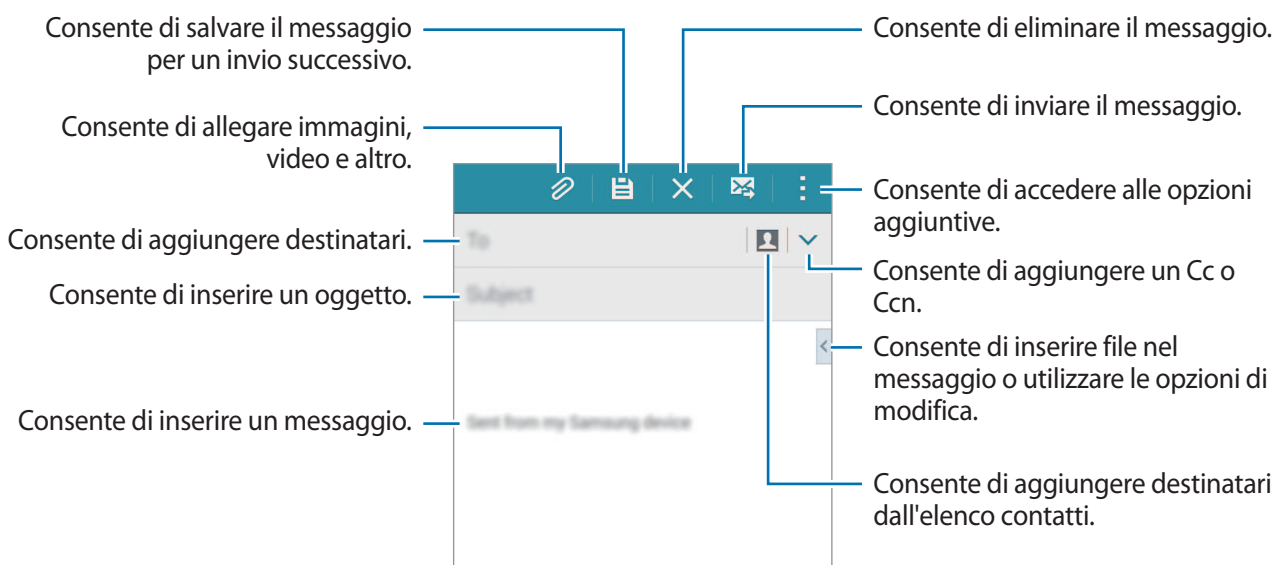 Consente di salvare il messaggio
per un invio successivo.
Consente di allegare immagini,
video e altro.
Consente di aggiungere destinatari.
Consente di inserire un oggetto.
Consente di inserire un messaggio.
To
Subject
Sent from my Samsung device
Consente di eliminare il messaggio.
Consente di inviare il messaggio.
Consente di accedere alle opzioni
aggiuntive.
Consente di aggiungere un Cc o
Ccn.
Consente di inserire file nel
messaggio o utilizzare le opzioni di
modifica.
Consente di aggiungere destinatari
dall'elenco contatti.